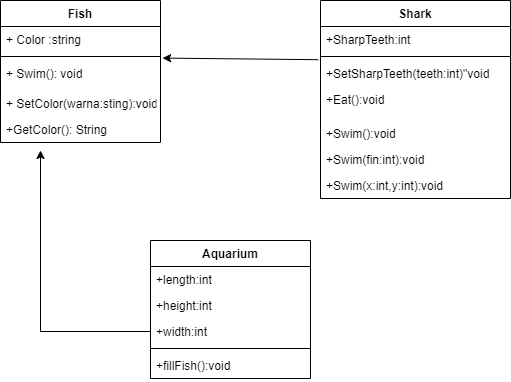 Fish
+ Color :string
+ Swim(): void
+ SetColor(warna:sting):void
+GetColor(): String
Shark
+SharpTeeth:int
+SetSharpTeeth(teeth:int)"void
+Eat():void
+Swim():void
+Swim(fin:int):void
+Swim(x:int,y:int):void
Aquarium
+length:int
+height:int
+width:int
+fillFish():void